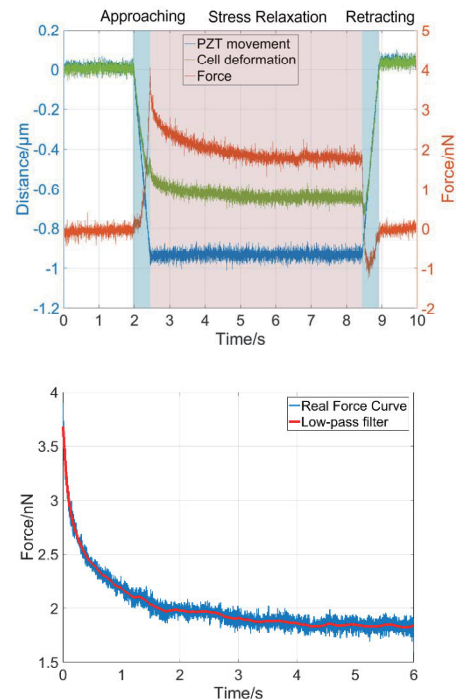 Approaching Stress Relaxation Retracting
0.2 5
PZT movement
0 Cell deformation 4
Force
-0.2 3
-0.4 2
-0.6 1
-0.8 0
-1 -1
-1.2 -2
Distance/μm
Force/nN
0 1 2 3 4 5 6 7 8 9 10
Time/s
4
Real Force Curve
Low-pass filter
3.5
3
2.5
2
1.5
Force/nN
0 1 2 3 4 5 6
Time/s